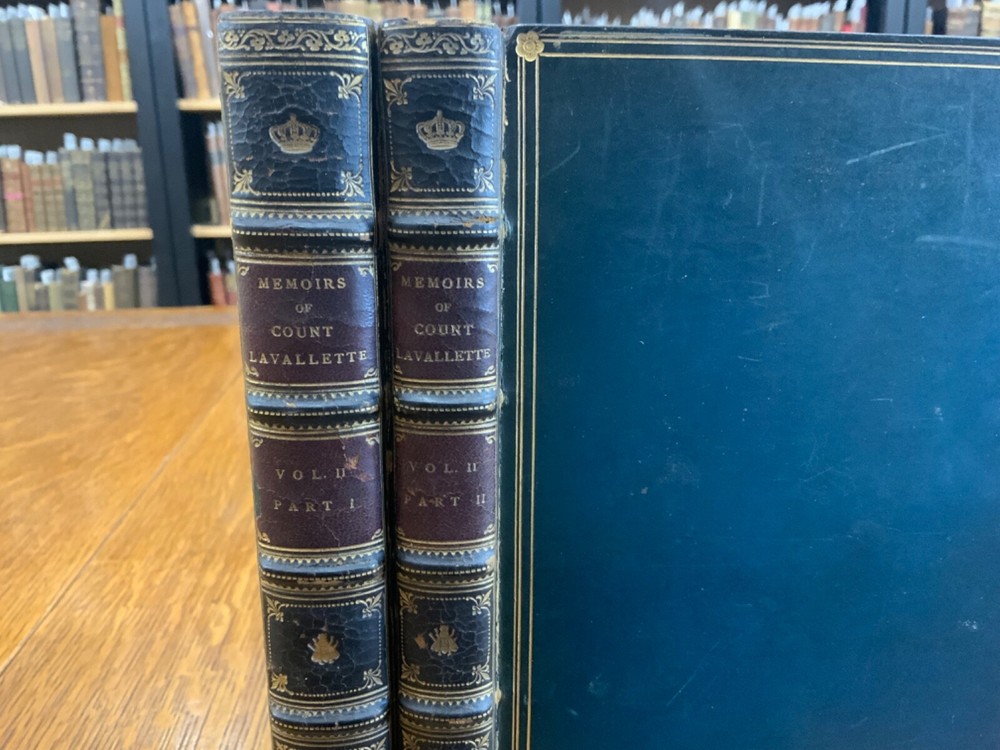 MEMOIRS
OF
COUNT
LAVALLETTE
VOL. II
PART I
MEMOIRS
OF
COUNT
LAVALLETTE
VOL. II
PART II